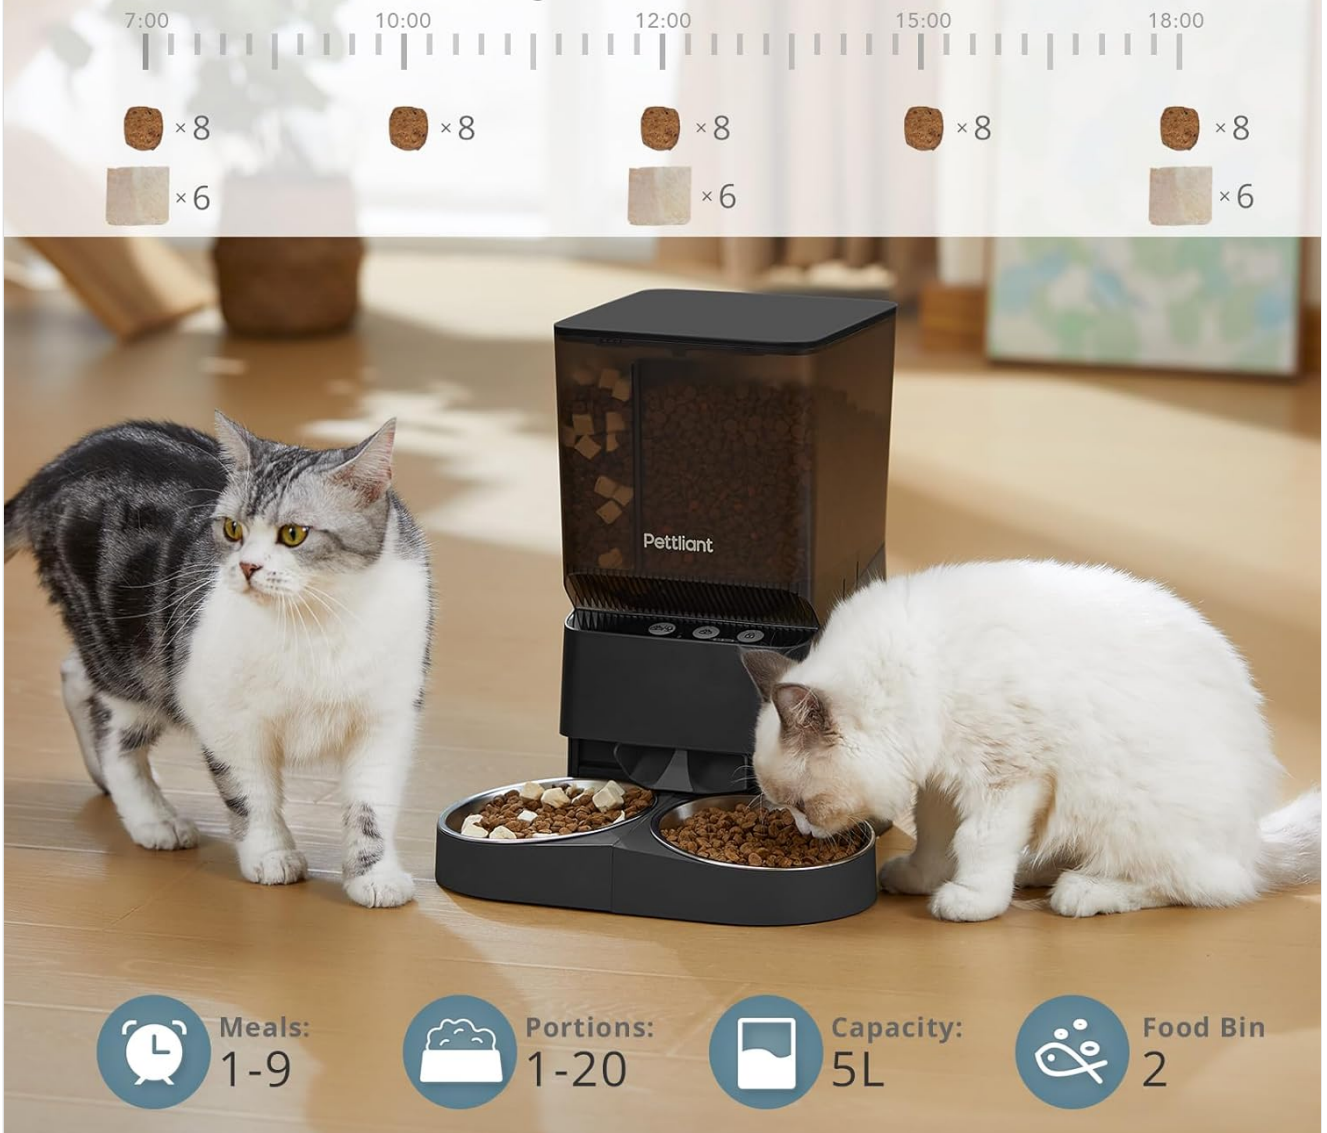 7:00 10:00 12:00 15:00 18:00
×8 ×8 ×8 ×8 ×8
×6 ×6 ×6
Pettliant
Meals: Portions: Capacity: Food Bin
1-9 1-20 5L 2